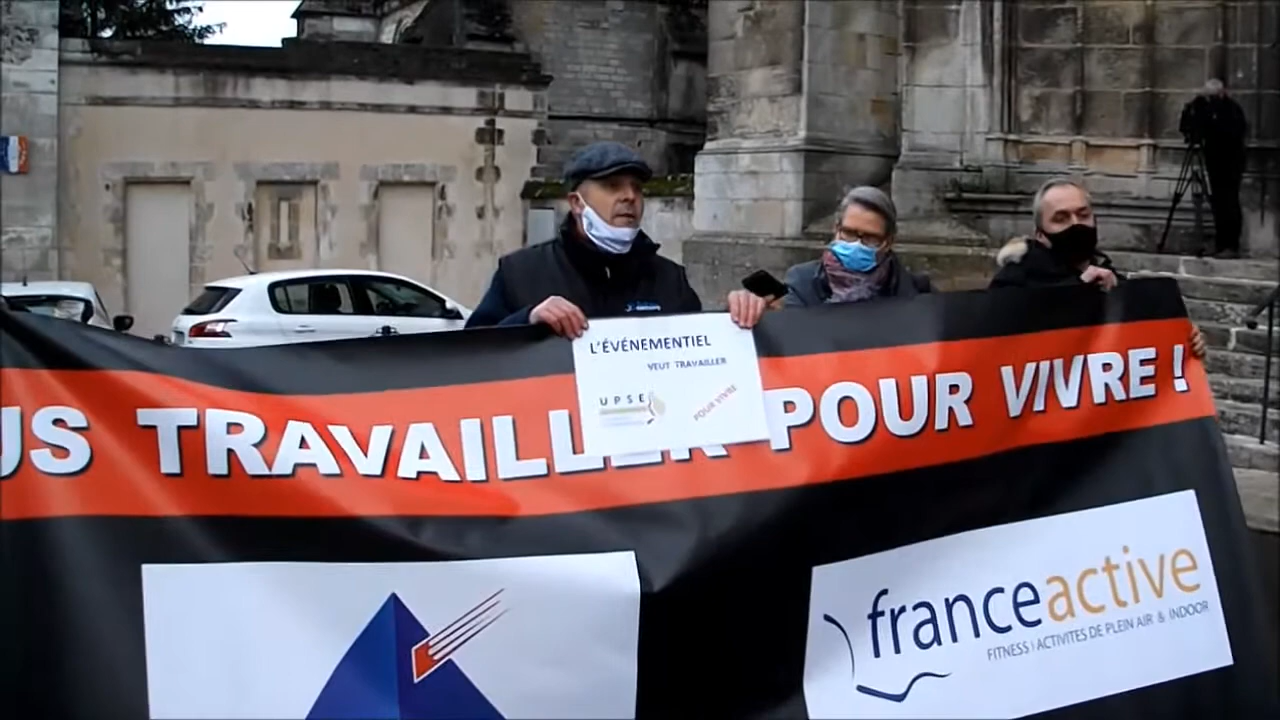 L'ÉVÉNEMENTIEL
VEUT TRAVAILLER
UPSE
POUR VIVRE
US TRAVAILLER POUR VIVRE !
franceactive
FITNESS | ACTIVITES DE PLEIN AIR & INDOOR